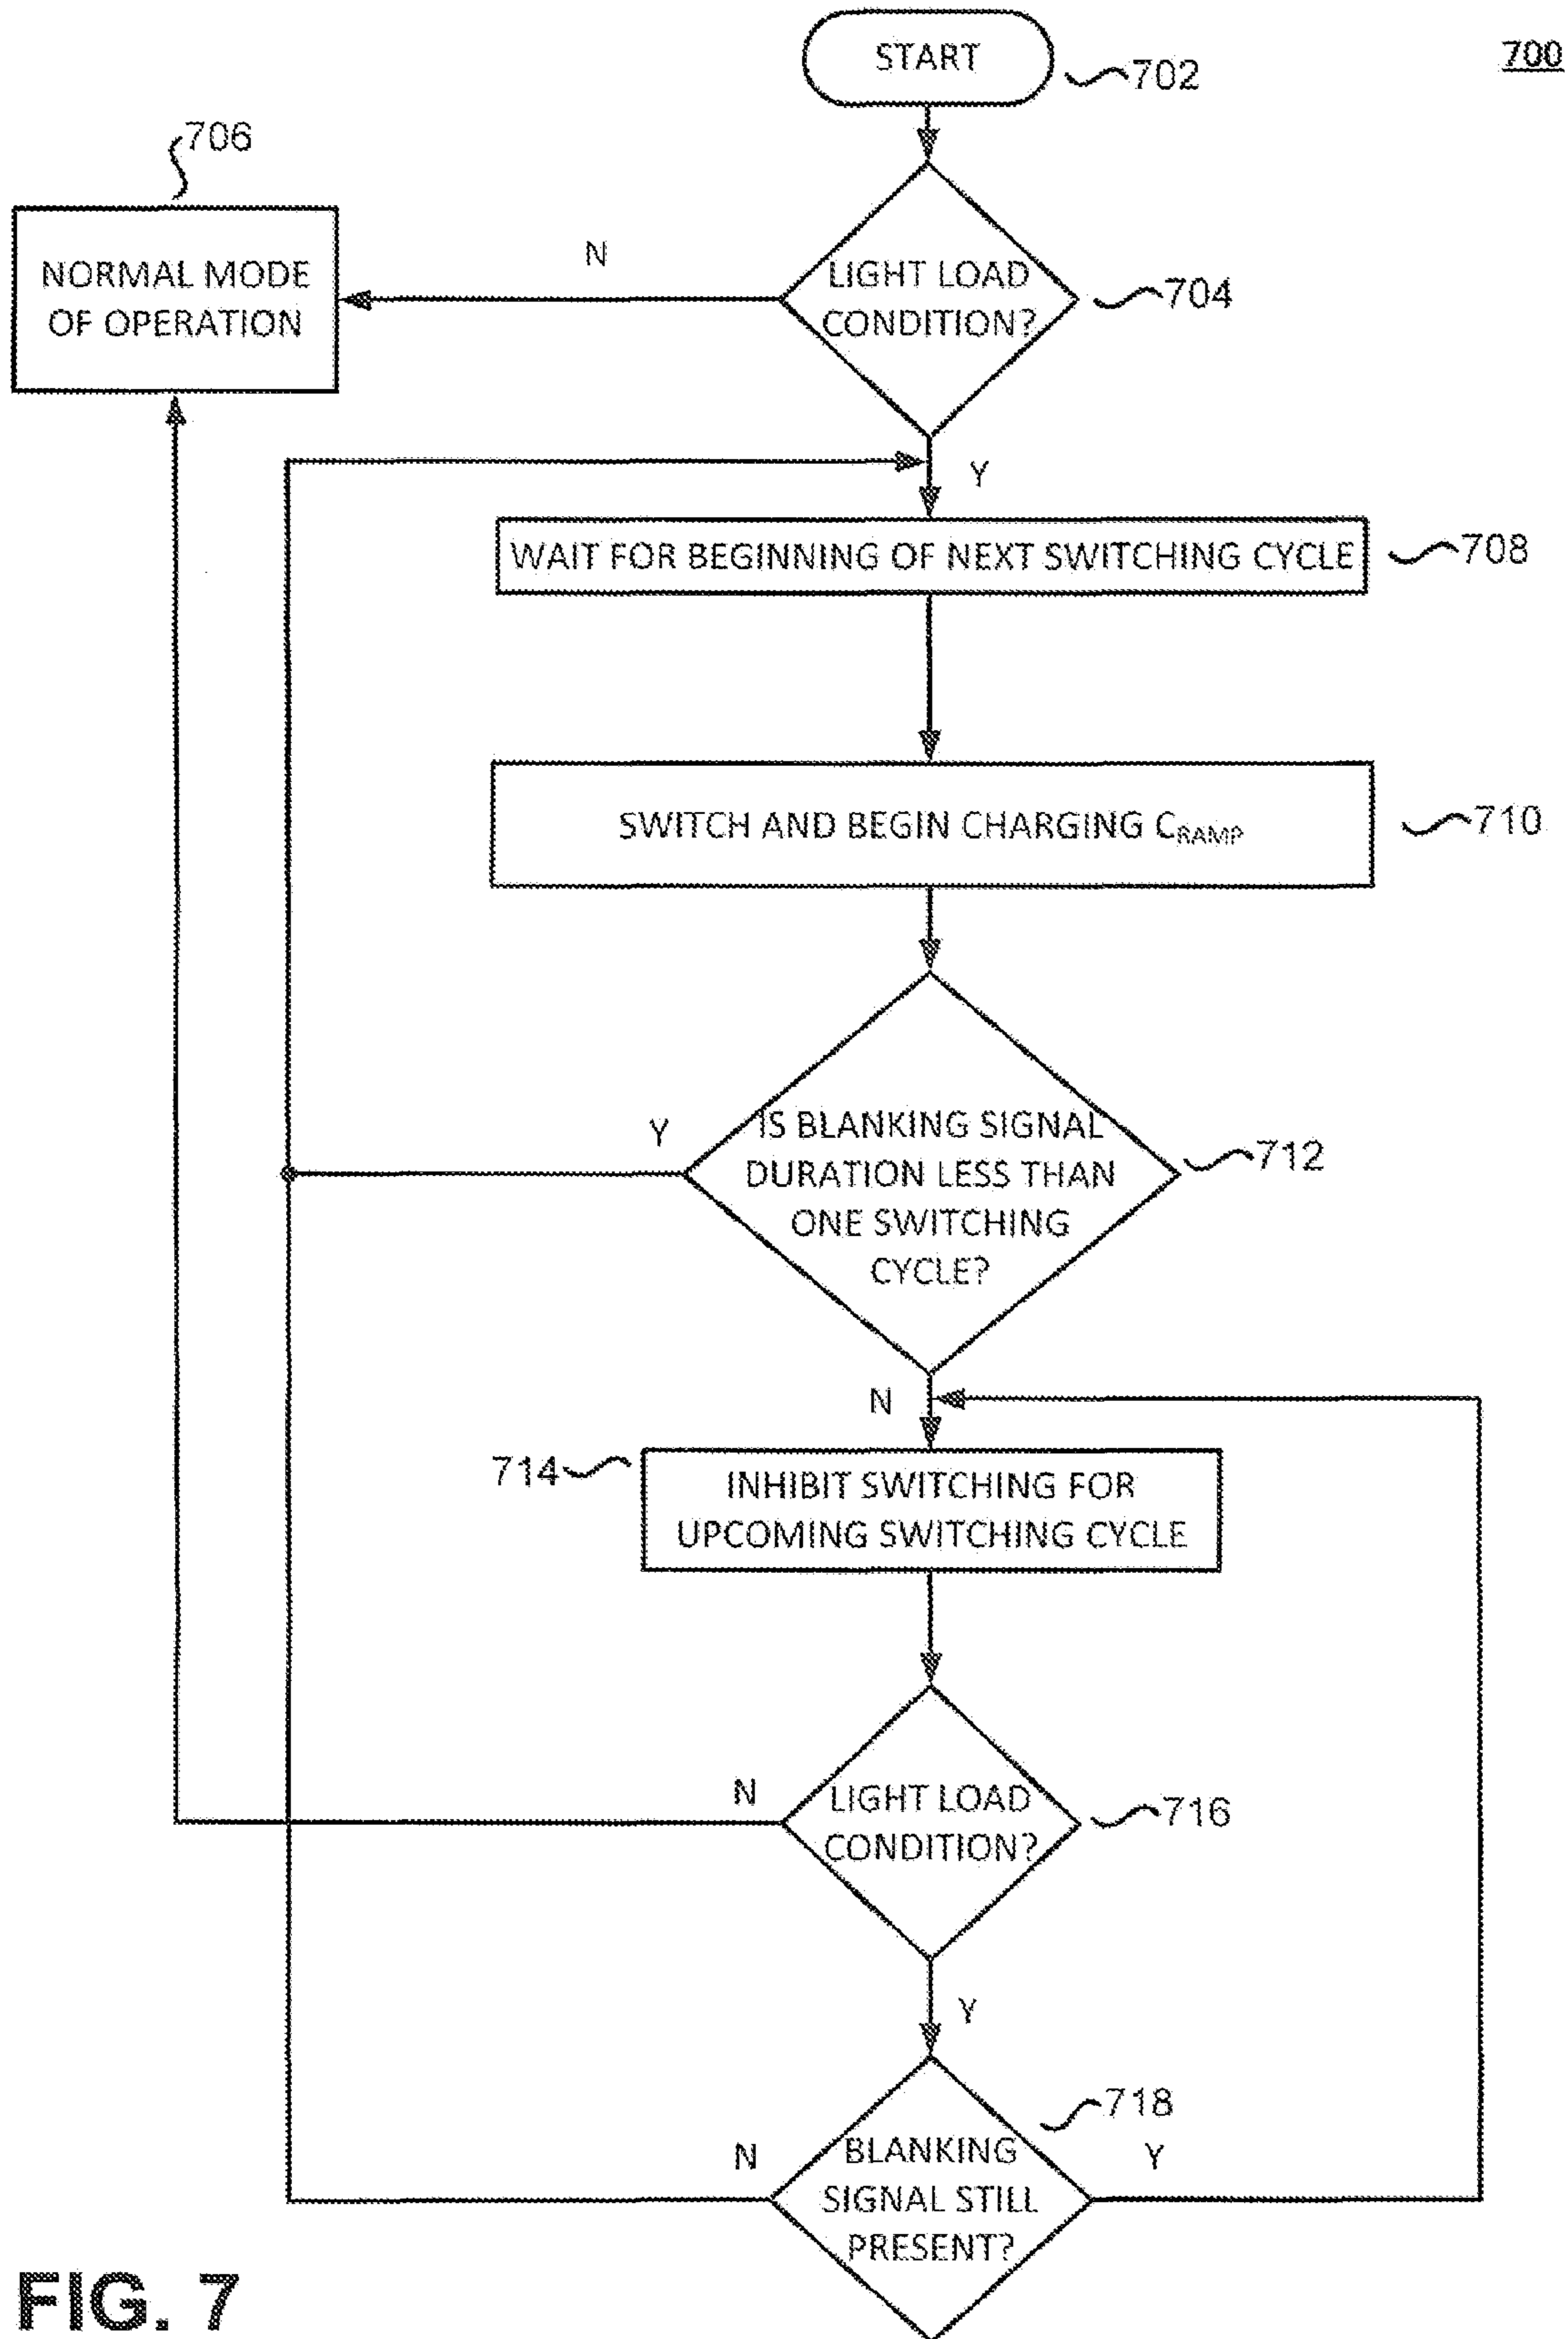 START
702
700
706
NORMAL MODE
OF OPERATION
N
LIGHT LOAD
CONDITION?
704
Y
WAIT FOR BEGINNING OF NEXT SWITCHING CYCLE
708
SWITCH AND BEGIN CHARGING CRAMP
710
Y
IS BLANKING SIGNAL
DURATION LESS THAN
ONE SWITCHING
CYCLE?
712
N
714
INHIBIT SWITCHING FOR
UPCOMING SWITCHING CYCLE
N
LIGHT LOAD
CONDITION?
716
Y
718
N
BLANKING
SIGNAL STILL
PRESENT?
Y
FIG. 7